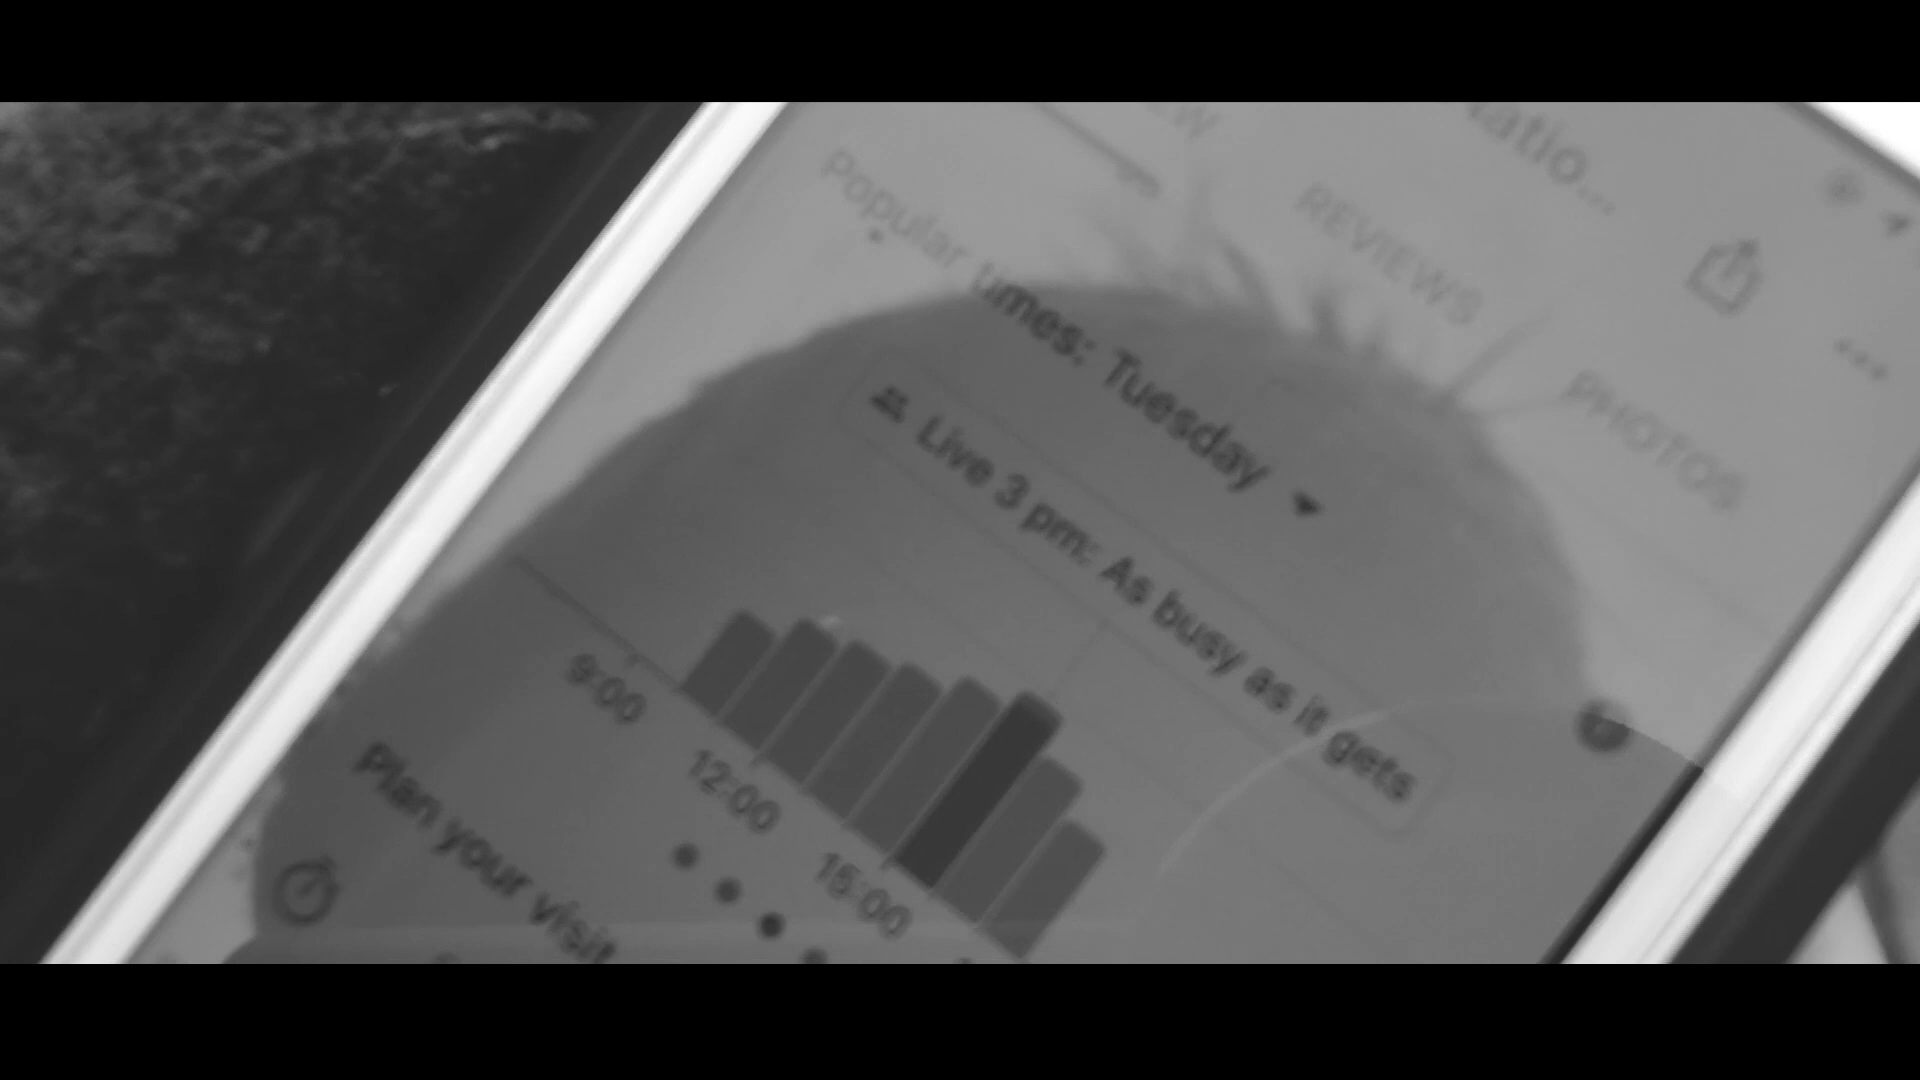 REVIEWS
PHOTOS
Popular times: Tuesday
Live 3 pm: As busy as it gets
9:00
12:00
15:00
Plan your visit